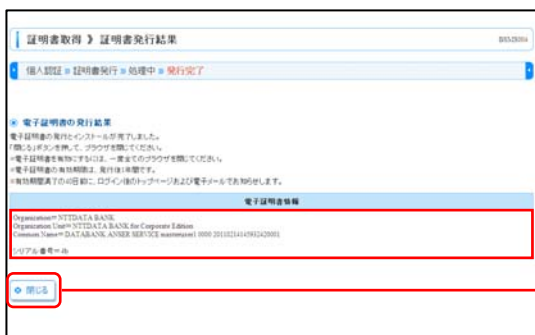 証明書取得 》 証明書発行結果
個人認証 » 証明書発行 » 処理中 » 発行完了
電子証明書の発行結果
電子証明書の発行とインストールが完了しました。
「閉じる」ボタンを押して、ブラウザを閉じてください。
※電子証明書を有効にするには、一度全てのブラウザを閉じてください。
※電子証明書の有効期限は、発行後1年間です。
※有効期限満了の40日前に、ログイン後のトップページおよび電子メールでお知らせします。
電子証明書情報
Organization= NTTDATA BANK
Organization Unit= NTTDATA BANK for Corporate Edition
Common Name= DATABANK ANSER SERVICE
シリアル番号=
閉じる